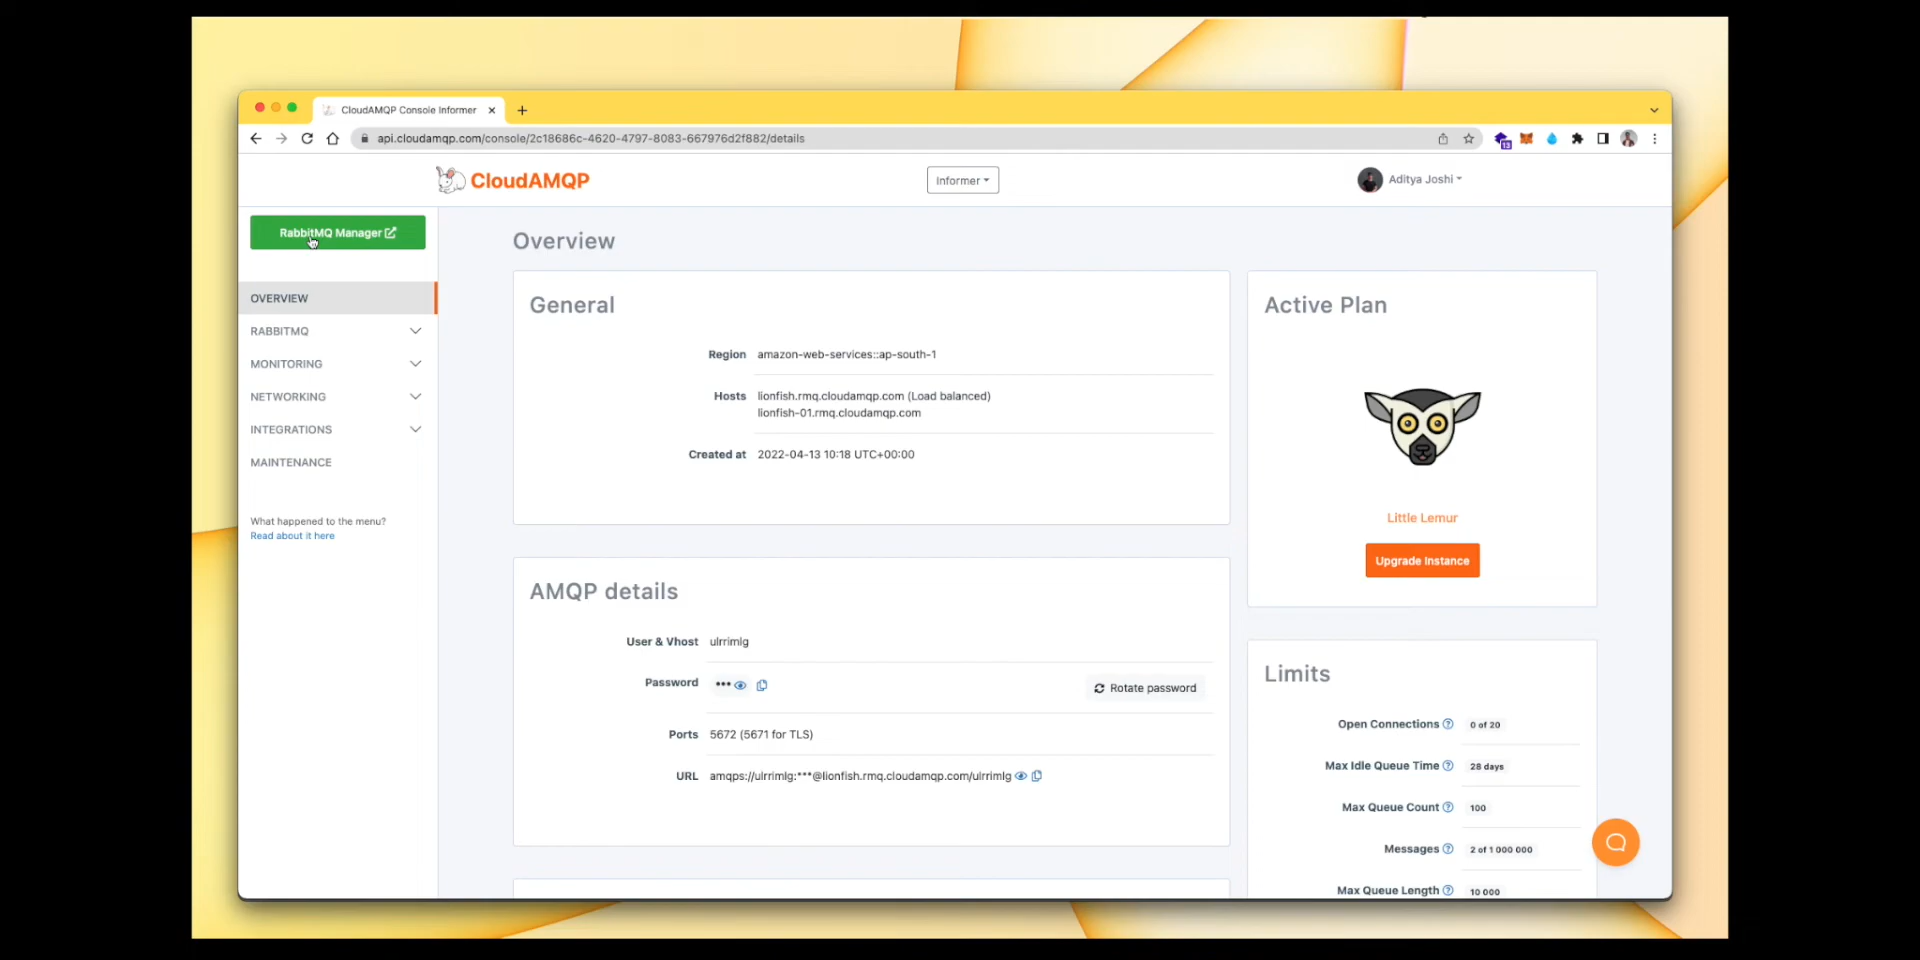 CloudAMQP Console Informer
api.cloudamqp.com/console/2c18686c-4620-4797-8083-667976d2f882/details
13
CloudAMQP
Informer
Aditya Joshi
RabbitMQ Manager
OVERVIEW
RABBITMQ
MONITORING
NETWORKING
INTEGRATIONS
MAINTENANCE
What happened to the menu?
Read about it here
Overview
General
Region amazon-web-services::ap-south-1
Hosts lionfish.rmq.cloudamqp.com (Load balanced)
lionfish-01.rmq.cloudamqp.com
Created at 2022-04-13 10:18 UTC+00:00
AMQP details
User & Vhost ulrrimlg
Password ***
Rotate password
Ports 5672 (5671 for TLS)
URL amqps://ulrrimlg:***@lionfish.rmq.cloudamqp.com/ulrrimlg
Active Plan
Little Lemur
Upgrade Instance
Limits
Open Connections ? 0 of 20
Max Idle Queue Time ? 28 days
Max Queue Count ? 100
Messages ? 2 of 1 000 000
Max Queue Length ? 10 000